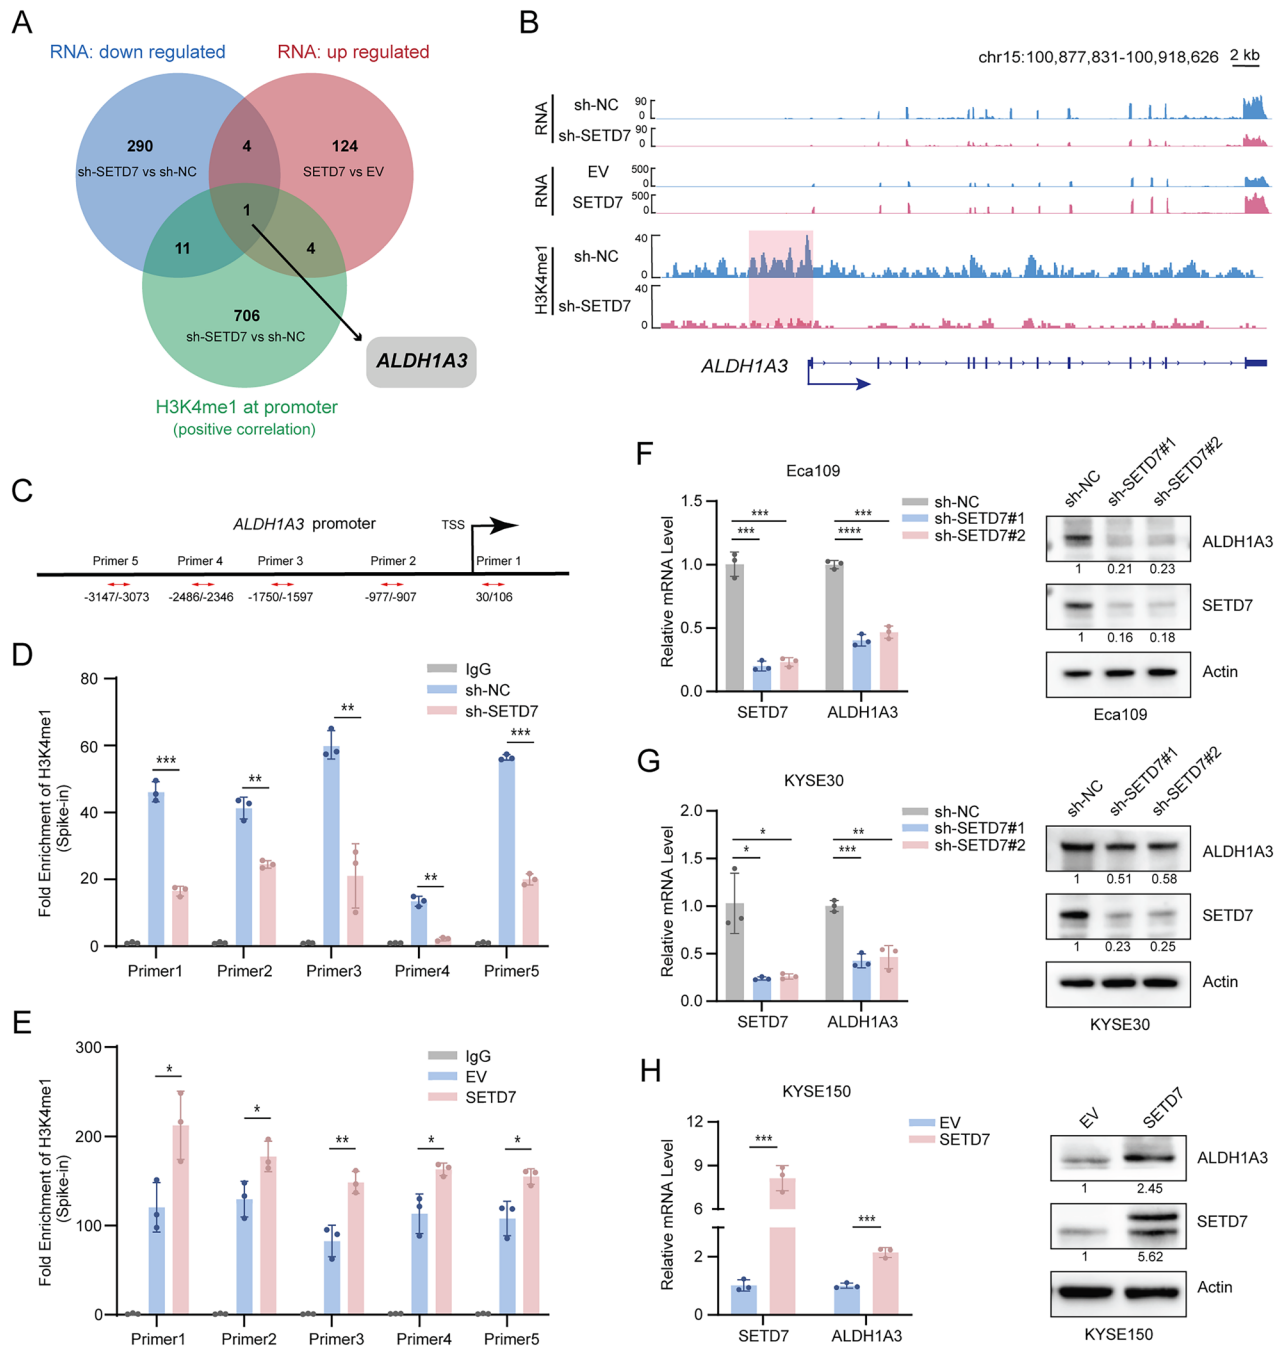 A
RNA: down regulated
RNA: up regulated
290
4
124
sh-SETD7 vs sh-NC
SETD7 vs EV
1
11
4
706
sh-SETD7 vs sh-NC
ALDH1A3
H3K4me1 at promoter
(positive correlation)
B
chr15:100,877,831-100,918,626
2 kb
RNA
sh-NC
90
0
sh-SETD7
90
0
RNA
EV
500
0
SETD7
500
0
H3K4me1
sh-NC
40
0
sh-SETD7
40
0
ALDH1A3
C
ALDH1A3 promoter
TSS
Primer 5
Primer 4
Primer 3
Primer 2
Primer 1
-3147/-3073
-2486/-2346
-1750/-1597
-977/-907
30/106
D
IgG
sh-NC
sh-SETD7
Fold Enrichment of H3K4me1
(Spike-in)
80
60
40
20
0
***
**
**
**
***
Primer1
Primer2
Primer3
Primer4
Primer5
E
IgG
EV
SETD7
Fold Enrichment of H3K4me1
(Spike-in)
300
200
100
0
*
*
**
*
*
Primer1
Primer2
Primer3
Primer4
Primer5
F
Eca109
sh-NC
sh-SETD7#1
sh-SETD7#2
Relative mRNA Level
1.5
1.0
0.5
0.0
***
***
***
****
SETD7
ALDH1A3
sh-NC
sh-SETD7#1
sh-SETD7#2
ALDH1A3
1
0.21
0.23
SETD7
1
0.16
0.18
Actin
Eca109
G
KYSE30
sh-NC
sh-SETD7#1
sh-SETD7#2
Relative mRNA Level
2.0
1.5
1.0
0.5
0.0
*
*
**
***
SETD7
ALDH1A3
sh-NC
sh-SETD7#1
sh-SETD7#2
ALDH1A3
1
0.51
0.58
SETD7
1
0.23
0.25
Actin
KYSE30
H
KYSE150
EV
SETD7
Relative mRNA Level
12
9
6
2
0
***
***
SETD7
ALDH1A3
EV
SETD7
ALDH1A3
1
2.45
SETD7
1
5.62
Actin
KYSE150